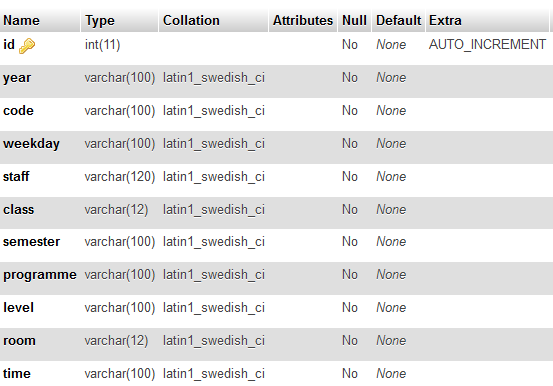 Name Type Collation Attributes Null Default Extra
id int(11) No None AUTO_INCREMENT
year varchar(100) latin1_swedish_ci No None
code varchar(100) latin1_swedish_ci No None
weekday varchar(100) latin1_swedish_ci No None
staff varchar(120) latin1_swedish_ci No None
class varchar(12) latin1_swedish_ci No None
semester varchar(100) latin1_swedish_ci No None
programme varchar(100) latin1_swedish_ci No None
level varchar(100) latin1_swedish_ci No None
room varchar(12) latin1_swedish_ci No None
time varchar(100) latin1_swedish_ci No None